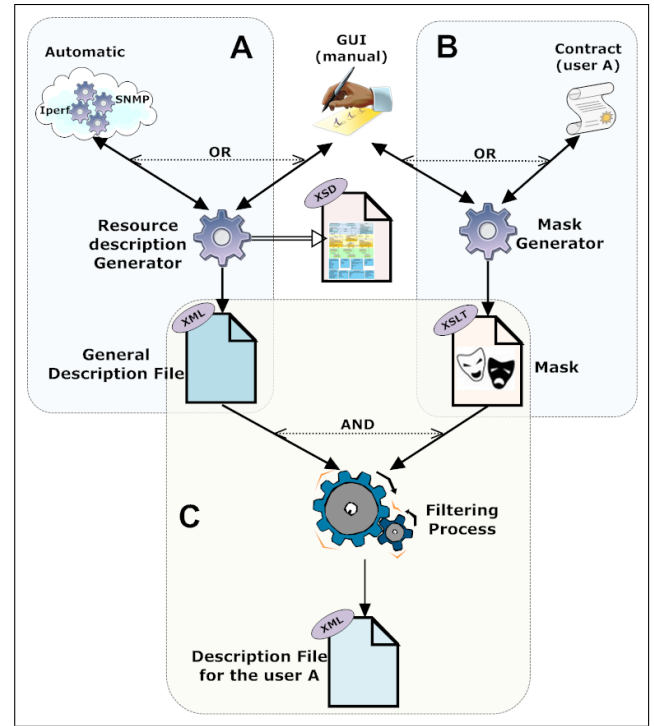 Automatic
A
GUI
(manual)
B
Contract
(user A)
Iperf
SNMP
OR
OR
Resource
description
Generator
XSD
Mask
Generator
XML
General
Description File
XSLT
Mask
AND
C
Filtering
Process
XML
Description File
for the user A